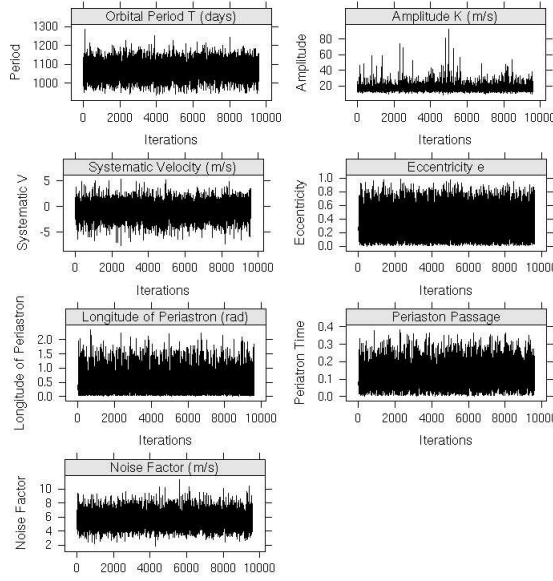 Orbital Period T (days)
Period
1300
1200
1100
1000
0 2000 4000 6000 8000 10000
Iterations
Amplitude K (m/s)
Amplitude
80
60
40
20
0 2000 4000 6000 8000 10000
Iterations
Systematic Velocity (m/s)
Systematic V
5
0
-5
0 2000 4000 6000 8000 10000
Iterations
Eccentricity e
Eccentricity
1.0
0.8
0.6
0.4
0.2
0.0
0 2000 4000 6000 8000 10000
Iterations
Longitude of Periastron (rad)
Longitude of Periastron
2.0
1.5
1.0
0.5
0.0
0 2000 4000 6000 8000 10000
Iterations
Periaston Passage
Periatron Time
0.4
0.3
0.2
0.1
0.0
0 2000 4000 6000 8000 10000
Iterations
Noise Factor (m/s)
Noise Factor
10
8
6
4
2
0 2000 4000 6000 8000 10000